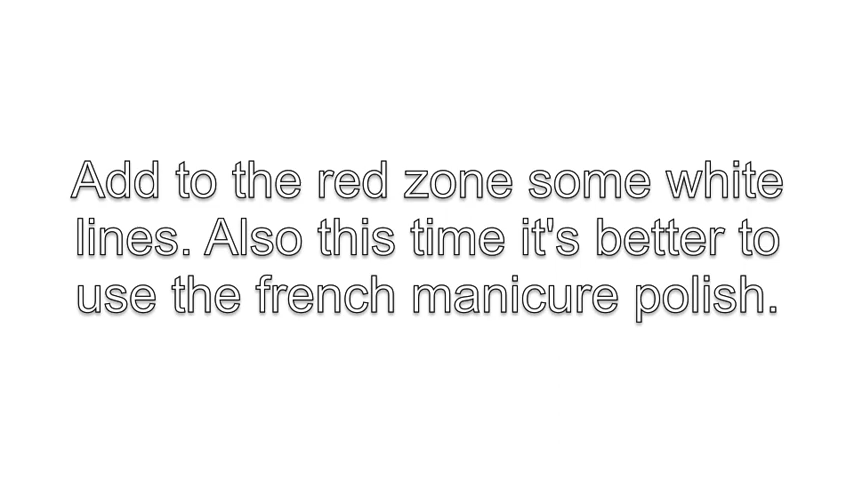 Add to the red zone some white
lines. Also this time it's better to
use the french manicure polish.